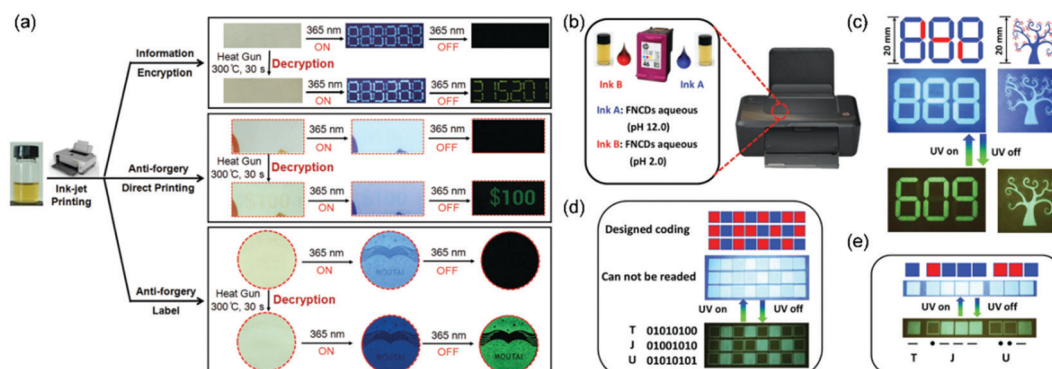 (a)
Ink-jet
Printing
Information
Encryption
365 nm
ON
365 nm
OFF
Heat Gun
300℃, 30 s
Decryption
365 nm
ON
365 nm
OFF
Anti-forgery
Direct Printing
365 nm
ON
365 nm
OFF
Heat Gun
300℃, 30 s
Decryption
365 nm
ON
365 nm
OFF
$100
Anti-forgery
Label
365 nm
ON
MOUTAI
365 nm
OFF
Heat Gun
300℃, 30 s
Decryption
365 nm
ON
MOUTAI
365 nm
OFF
(b)
Ink B
Ink A
Ink A: FNCDs aqueous
(pH 12.0)
Ink B: FNCDs aqueous
(pH 2.0)
(c)
20 mm
888
20 mm
888
UV on
UV off
609
(d)
Designed coding
Can not be read
UV on
UV off
T 01010100
J 01001010
U 01010101
(e)
UV on
UV off
T J U